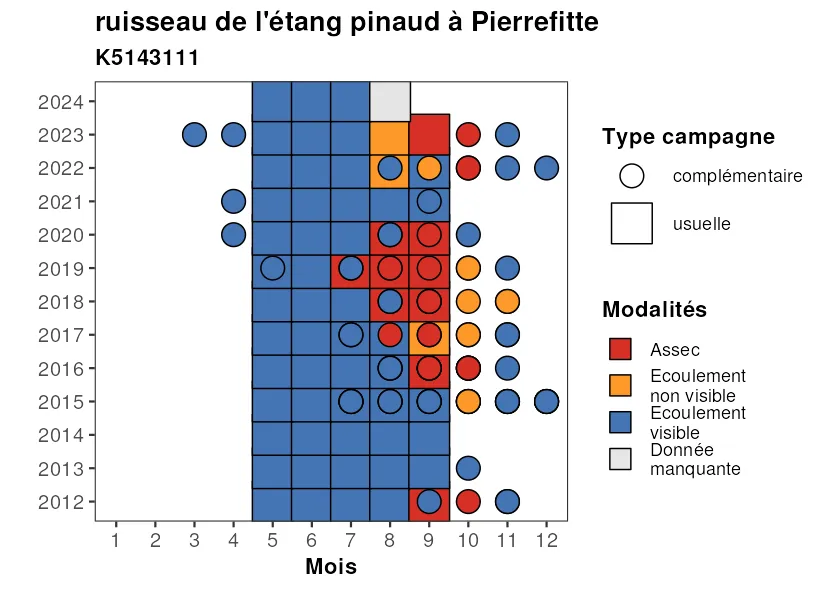 ruisseau de l'étang pinaud à Pierrefitte
K5143111
2024
2023
2022
2021
2020
2019
2018
2017
2016
2015
2014
2013
2012
1 2 3 4 5 6 7 8 9 10 11 12
Mois
Type campagne
complémentaire
usuelle
Modalités
Assec
Ecoulement
non visible
Ecoulement
visible
Donnée
manquante